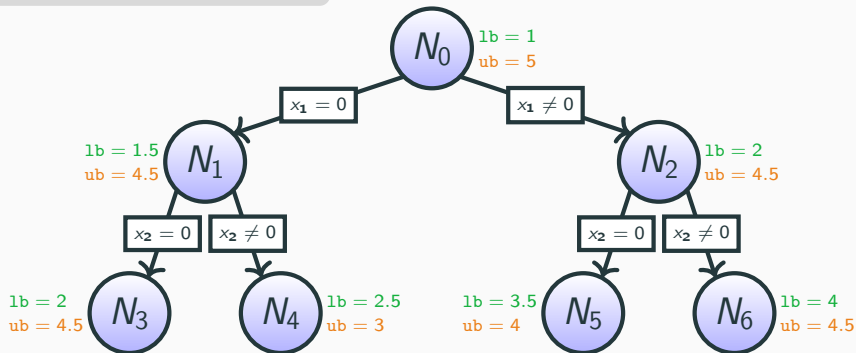 N₀
lb = 1
ub = 5
x₁ = 0
x₁ ≠ 0
N₁
lb = 1.5
ub = 4.5
N₂
lb = 2
ub = 4.5
x₂ = 0
x₂ ≠ 0
x₂ = 0
x₂ ≠ 0
lb = 2
ub = 4.5
N₃
N₄
lb = 2.5
ub = 3
lb = 3.5
ub = 4
N₅
N₆
lb = 4
ub = 4.5